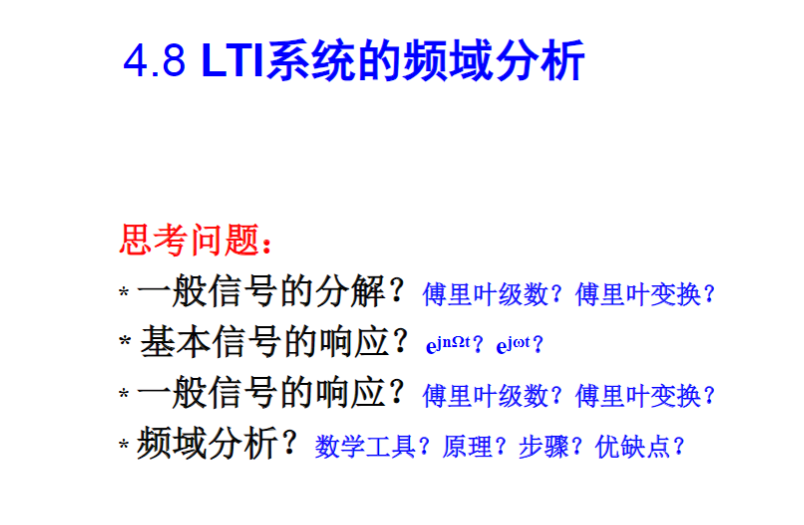 4.8 LTI系统的频域分析
思考问题：
* 一般信号的分解？傅里叶级数？傅里叶变换？
* 基本信号的响应？e^jnΩt？e^jωt？
* 一般信号的响应？傅里叶级数？傅里叶变换？
* 频域分析？数学工具？原理？步骤？优缺点？